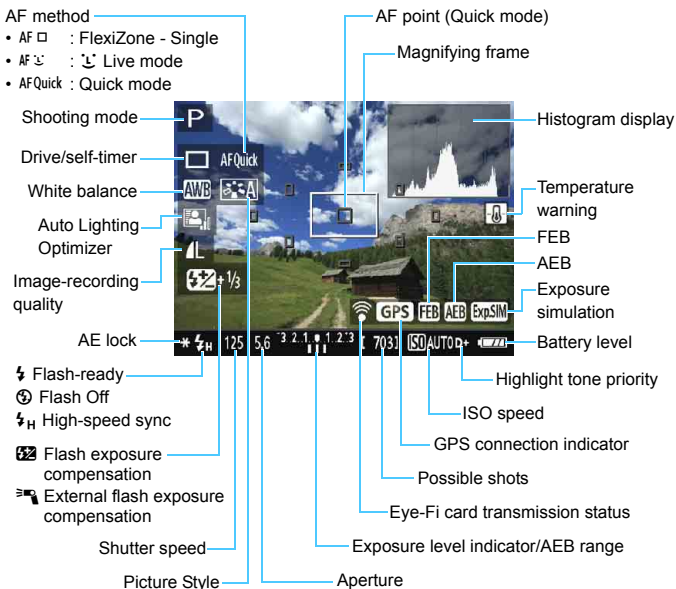 AF method
• AF □ : FlexiZone - Single
• AF : Live mode
• AFQuick : Quick mode
Shooting mode
Drive/self-timer
White balance
Auto Lighting
Optimizer
Image-recording
quality
AE lock
Flash-ready
Flash Off
H High-speed sync
Flash exposure
compensation
External flash exposure
compensation
Shutter speed
Picture Style
AF point (Quick mode)
Magnifying frame
Histogram display
Temperature
warning
FEB
AEB
Exposure
simulation
Battery level
Highlight tone priority
ISO speed
GPS connection indicator
Possible shots
Eye-Fi card transmission status
Exposure level indicator/AEB range
Aperture
P
AFQuick
AWB
A
L
+1/3
GPS FEB AEB Exp.SIM
* H 125 5.6 -3..2..1..0..1..2..+3 [ 7031 ISO AUTO D+